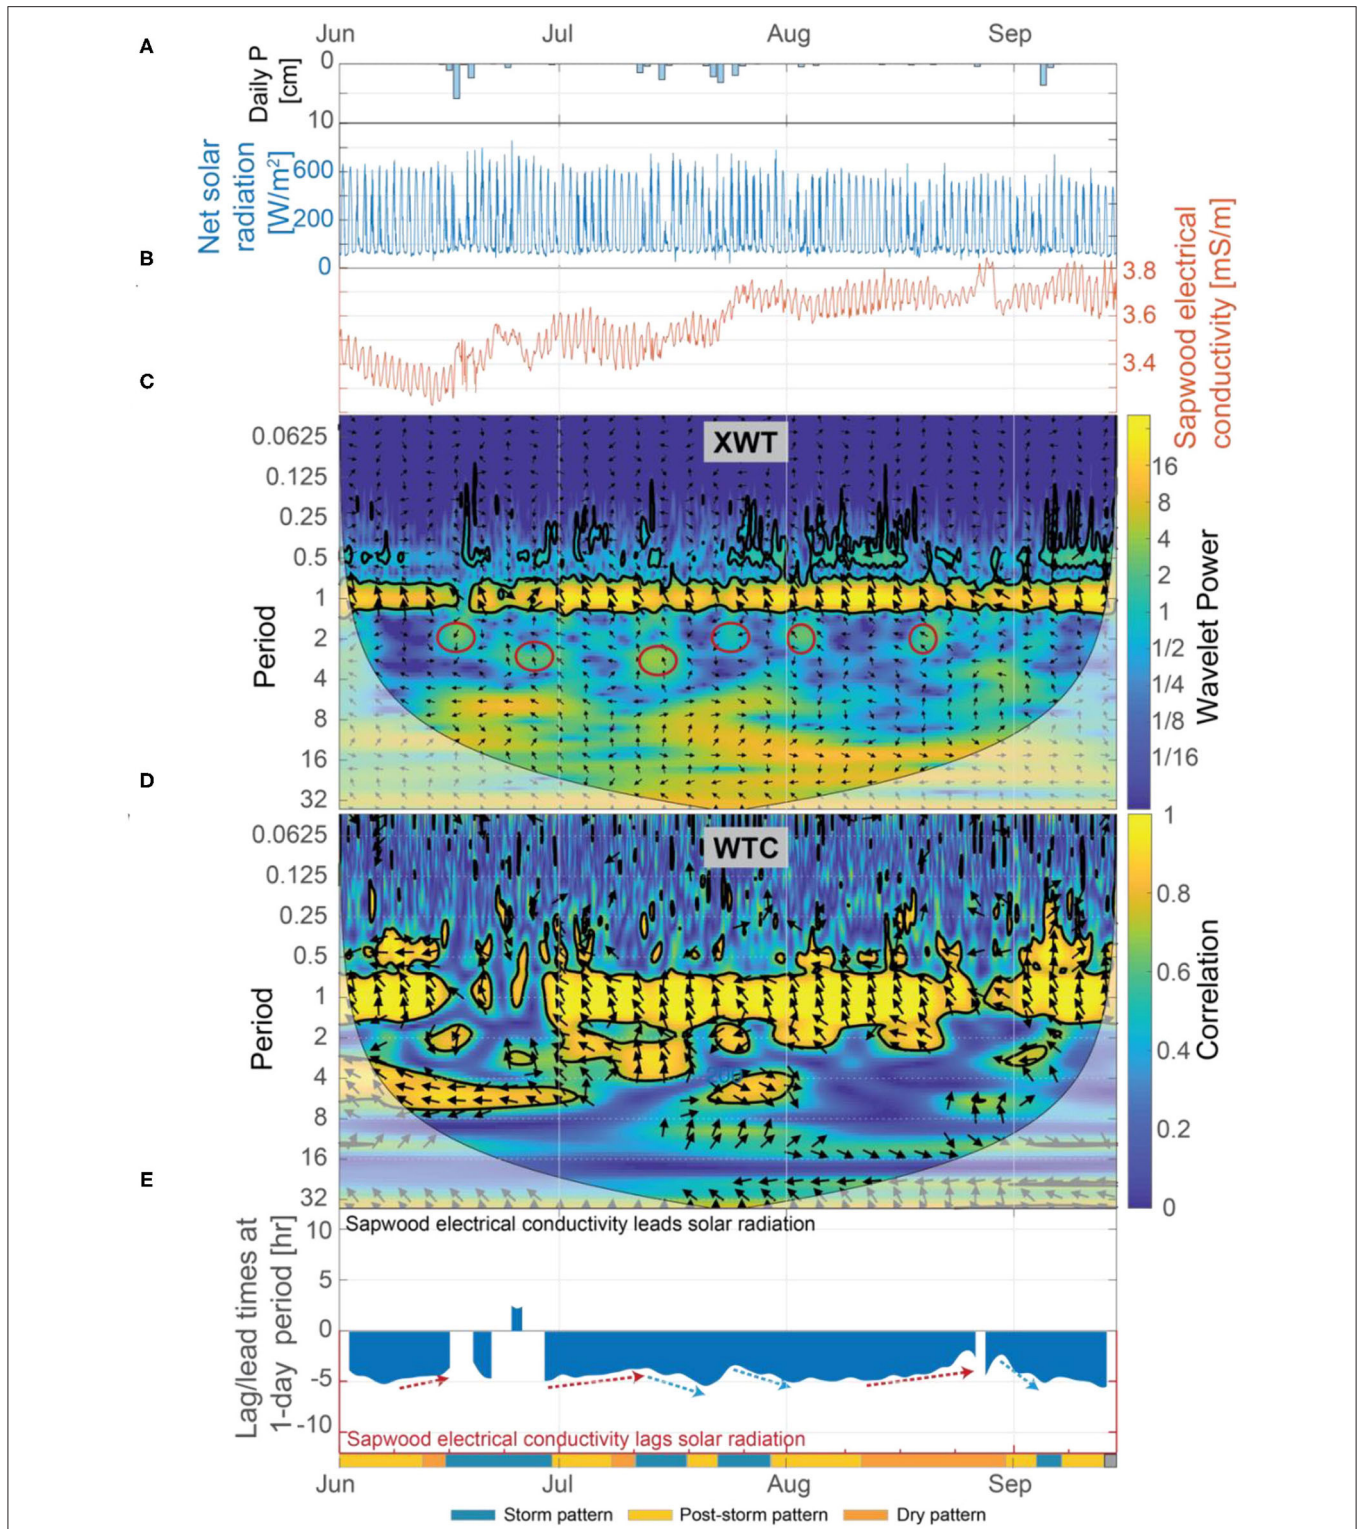 Jun Jul Aug Sep
A
0
10
Daily P
[cm]
Net solar
radiation
[W/m²]
600
200
0
B
3.8
3.6
3.4
Sapwood electrical
conductivity [mS/m]
C
XWT
0.0625
0.125
0.25
0.5
1
2
4
8
16
32
Period
16
8
4
2
1
1/2
1/4
1/8
1/16
Wavelet Power
D
WTC
0.0625
0.125
0.25
0.5
1
2
4
8
16
32
Period
1
0.8
0.6
0.4
0.2
0
Correlation
E
Sapwood electrical conductivity leads solar radiation
10
5
0
-5
-10
Lag/lead times at
1-day period [hr]
Sapwood electrical conductivity lags solar radiation
Jun Jul Aug Sep
Storm pattern Post-storm pattern Dry pattern